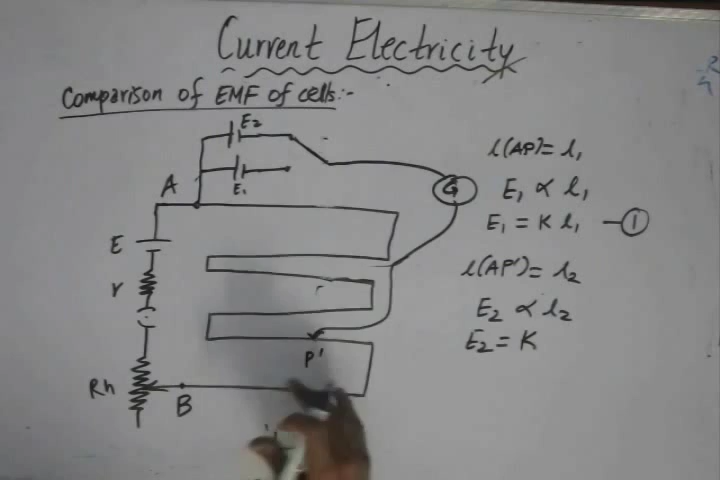 Current Electricity
Comparison of EMF of cells:-
E2
E1
A
G
E
r
Rh
B
P'
l(AP) = l1
E1 ∝ l1
E1 = K l1 — ①
l(AP') = l2
E2 ∝ l2
E2 = K